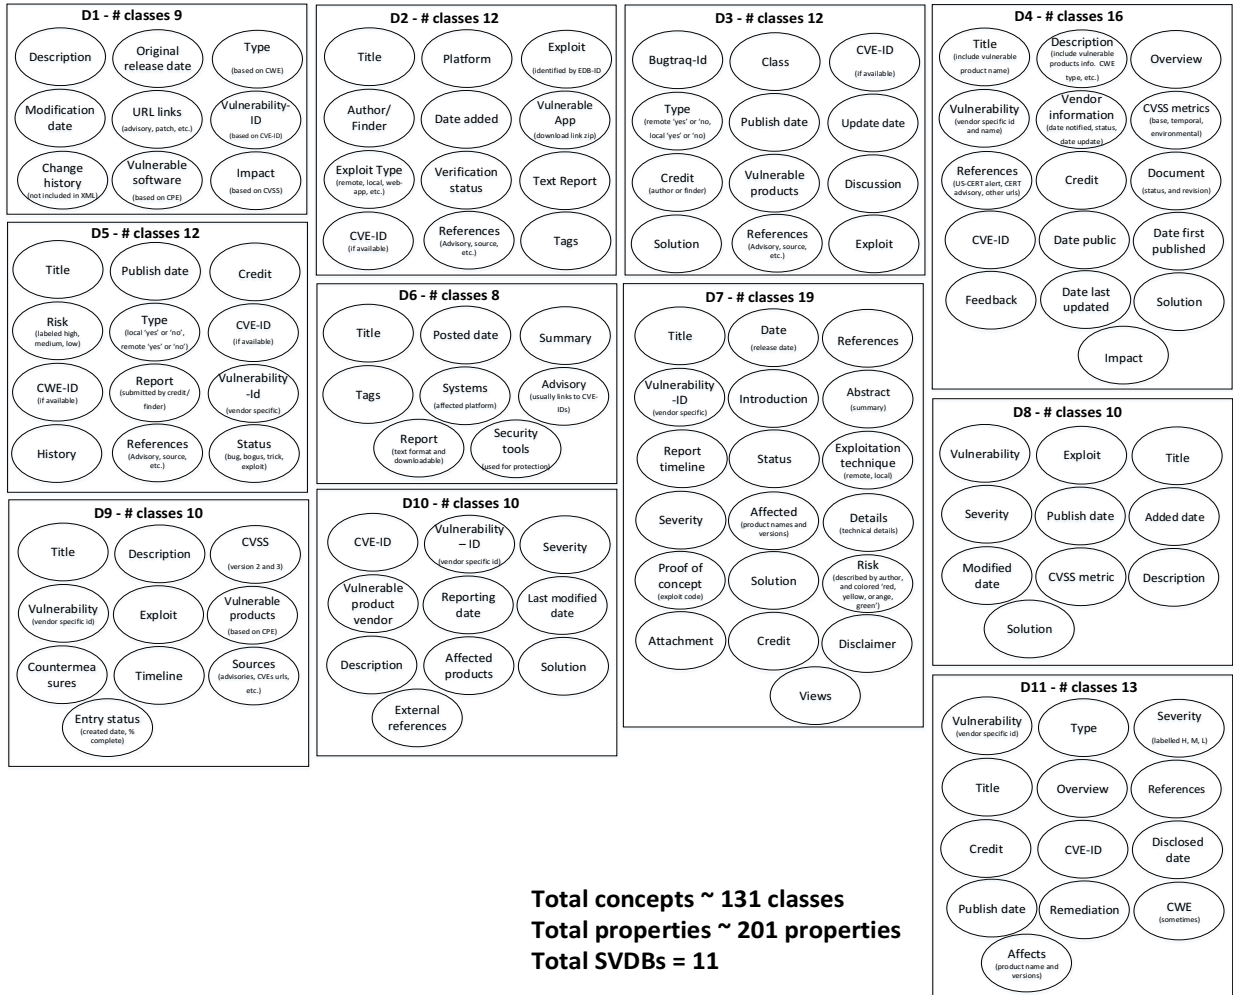 D1 - # classes 9
Description
Original
release date
Type
(based on CWE)
Modification
date
URL links
(advisory, patch, etc.)
Vulnerability-
ID
(based on CVE-ID)
Change
history
(not included in XML)
Vulnerable
software
(based on CPE)
Impact
(based on CVSS)
D2 - # classes 12
Title
Platform
Exploit
(identified by EDB-ID)
Author/
Finder
Date added
Vulnerable
App
(download link zip)
Exploit Type
(remote, local, web-
app, etc.)
Verification
status
Text Report
CVE-ID
(if available)
References
(Advisory, source,
etc.)
Tags
D3 - # classes 12
Bugtraq-Id
Class
CVE-ID
(if available)
Type
(remote 'yes' or 'no,
local 'yes' or 'no')
Publish date
Update date
Credit
(author or finder)
Vulnerable
products
Discussion
Solution
References
(Advisory, source,
etc.)
Exploit
D4 - # classes 16
Title
(include vulnerable
product name)
Description
(include vulnerable
products info. CWE
type, etc.)
Overview
Vulnerability
(vendor specific id
and name)
Vendor
information
(date notified, status,
date update)
CVSS metrics
(base, temporal,
environmental)
References
(US-CERT alert, CERT
advisory, other urls)
Credit
Document
(status, and revision)
CVE-ID
Date public
Date first
published
Feedback
Date last
updated
Solution
Impact
D5 - # classes 12
Title
Publish date
Credit
Risk
(labeled high,
medium, low)
Type
(local 'yes' or 'no',
remote 'yes' or 'no')
CVE-ID
(if available)
CWE-ID
(if available)
Report
(submitted by credit/
finder)
Vulnerability
-Id
(vendor specific)
History
References
(Advisory, source,
etc.)
Status
(bug, bogus, trick,
exploit)
D6 - # classes 8
Title
Posted date
Summary
Tags
Systems
(affected platform)
Advisory
(usually links to CVE-
IDs)
Report
(text format and
downloadable)
Security
tools
(used for protection)
D7 - # classes 19
Title
Date
(release date)
References
Vulnerability
-ID
(vendor specific)
Introduction
Abstract
(summary)
Report
timeline
Status
Exploitation
technique
(remote, local)
Severity
Affected
(product names and
versions)
Details
(technical details)
Proof of
concept
(exploit code)
Solution
Risk
(described by author,
and colored 'red,
yellow, orange,
green')
Attachment
Credit
Disclaimer
Views
D8 - # classes 10
Vulnerability
Exploit
Title
Severity
Publish date
Added date
Modified
date
CVSS metric
Description
Solution
D9 - # classes 10
Title
Description
CVSS
(version 2 and 3)
Vulnerability
(vendor specific id)
Exploit
Vulnerable
products
(based on CPE)
Countermea
sures
Timeline
Sources
(advisories, CVEs urls,
etc.)
Entry status
(created date, %
complete)
D10 - # classes 10
CVE-ID
Vulnerability
– ID
(vendor specific id)
Severity
Vulnerable
product
vendor
Reporting
date
Last modified
date
Description
Affected
products
Solution
External
references
D11 - # classes 13
Vulnerability
(vendor specific id)
Type
Severity
(labelled H, M, L)
Title
Overview
References
Credit
CVE-ID
Disclosed
date
Publish date
Remediation
CWE
(sometimes)
Affects
(product name and
versions)
Total concepts ~ 131 classes
Total properties ~ 201 properties
Total SVDBs = 11